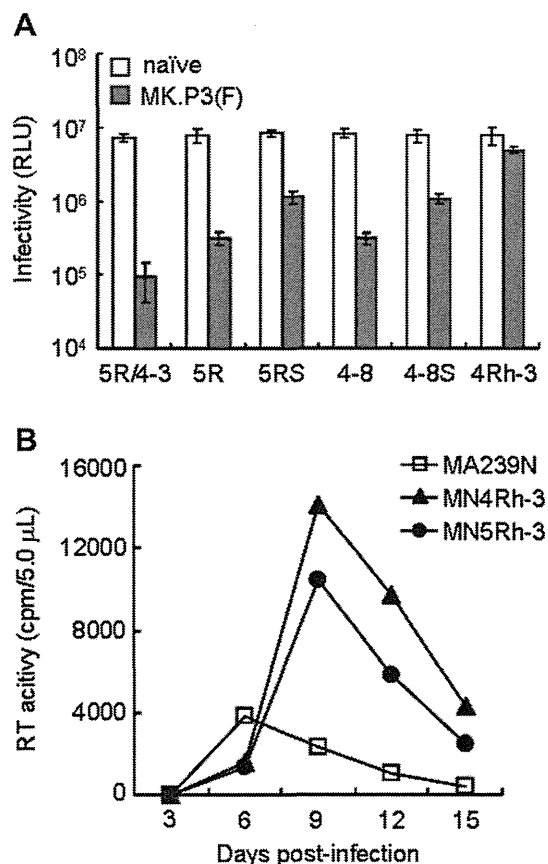 A
Infectivity (RLU)
10⁸
10⁷
10⁶
10⁵
10⁴
naïve
MK.P3(F)
5R/4-3 5R 5RS 4-8 4-8S 4Rh-3
B
RT acitivy (cpm/5.0 μL)
16000
12000
8000
4000
0
MA239N
MN4Rh-3
MN5Rh-3
3 6 9 12 15
Days post-infection